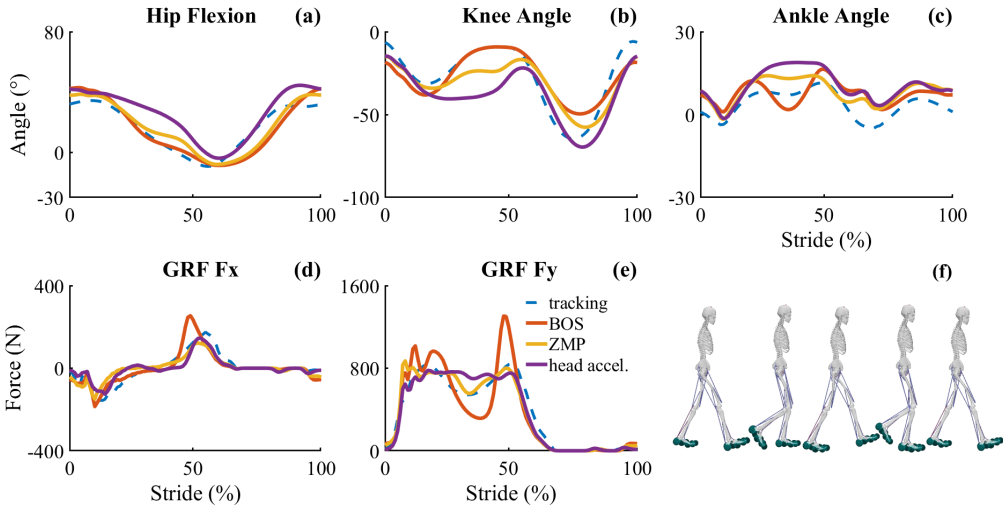 Hip Flexion (a)
Knee Angle (b)
Ankle Angle (c)
80
0
-30
Angle (°)
0 50 100
0
-50
-100
0 50 100
30
0
-30
0 50 100
Stride (%)
GRF Fx (d)
GRF Fy (e)
(f)
400
0
-400
Force (N)
0 50 100
Stride (%)
1600
800
0
0 50 100
Stride (%)
tracking
BOS
ZMP
head accel.